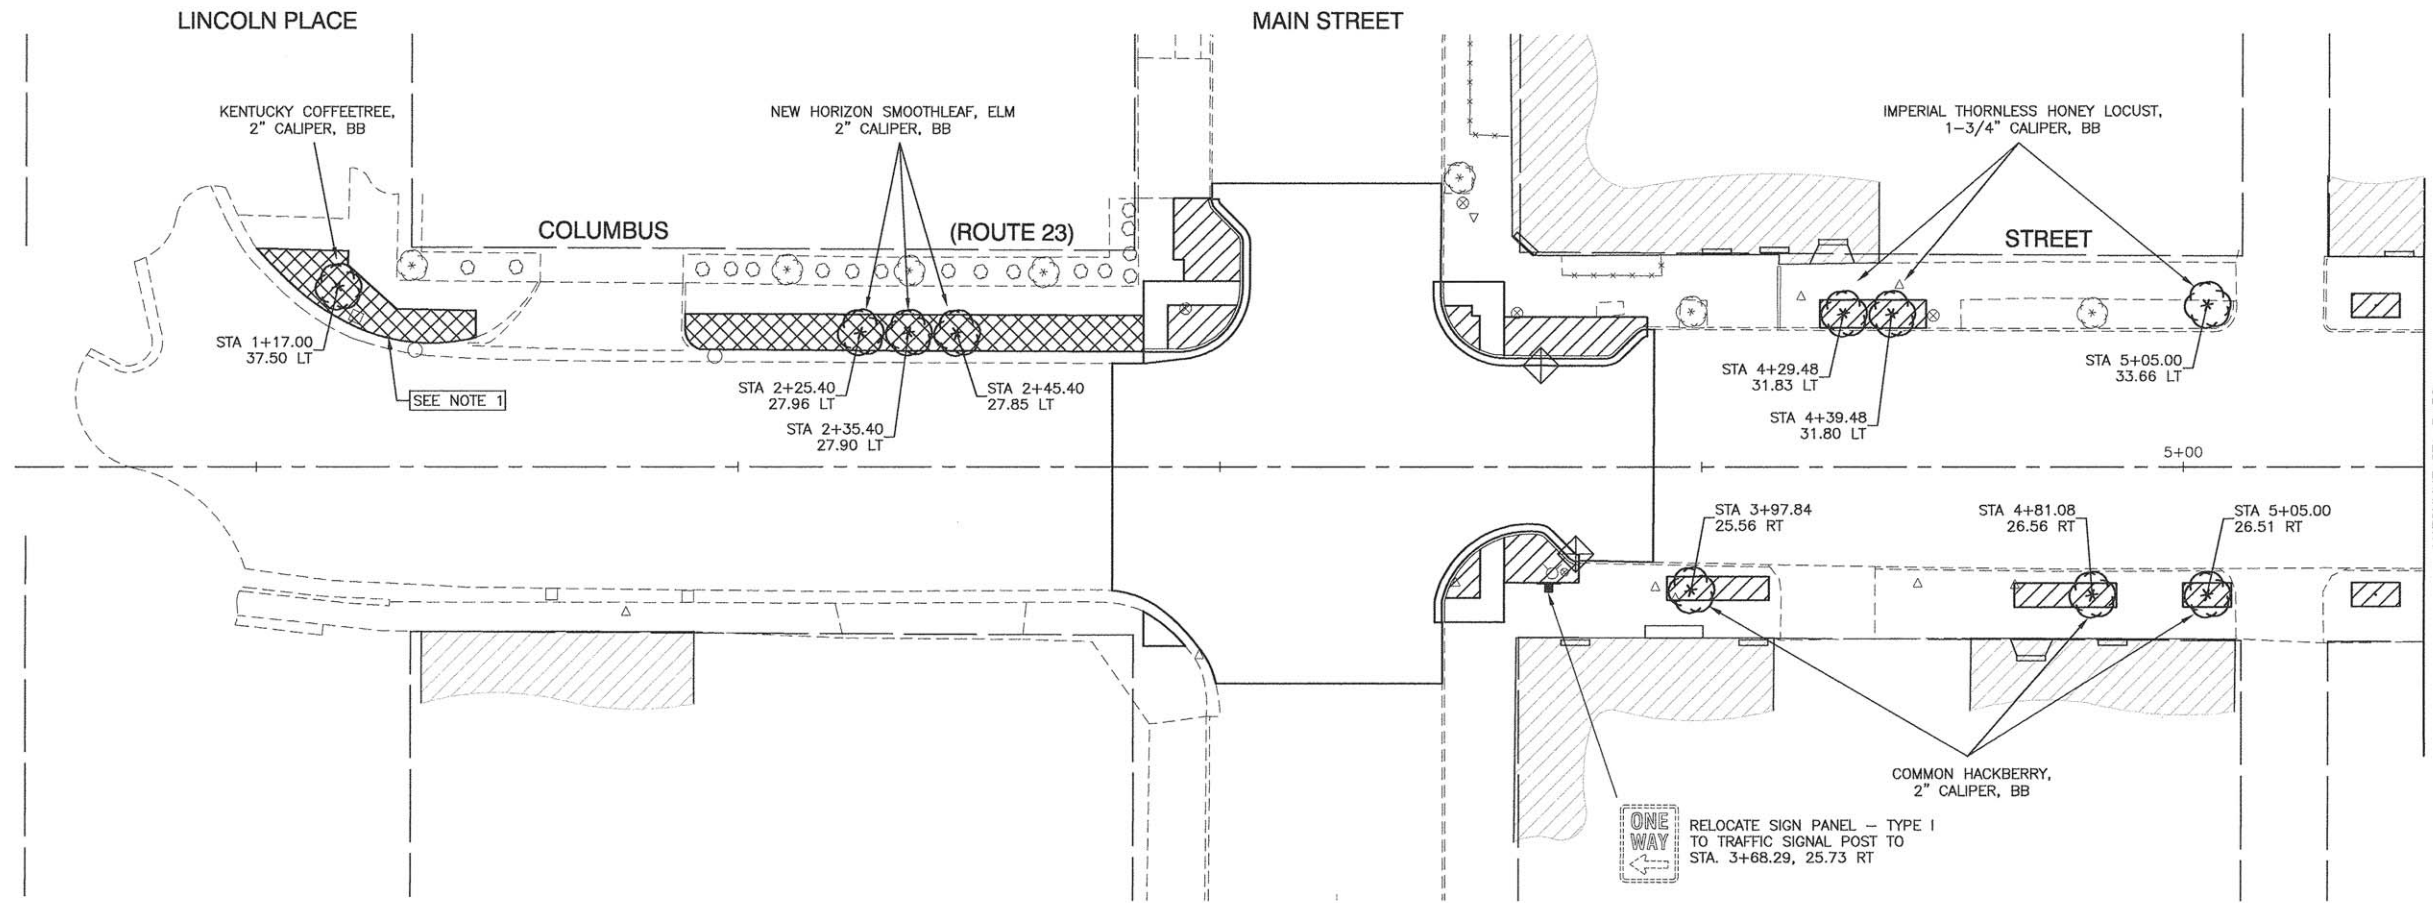 LINCOLN PLACE
MAIN STREET
KENTUCKY COFFEETREE,
2" CALIPER, BB
NEW HORIZON SMOOTHLEAF, ELM
2" CALIPER, BB
IMPERIAL THORNLESS HONEY LOCUST,
1-3/4" CALIPER, BB
COLUMBUS
(ROUTE 23)
STREET
STA 1+17.00
37.50 LT
SEE NOTE 1
STA 2+25.40
27.96 LT
STA 2+35.40
27.90 LT
STA 2+45.40
27.85 LT
STA 4+29.48
31.83 LT
STA 4+39.48
31.80 LT
STA 5+05.00
33.66 LT
5+00
STA 3+97.84
25.56 RT
STA 4+81.08
26.56 RT
STA 5+05.00
26.51 RT
COMMON HACKBERRY,
2" CALIPER, BB
ONE
WAY
RELOCATE SIGN PANEL – TYPE I
TO TRAFFIC SIGNAL POST TO
STA. 3+68.29, 25.73 RT